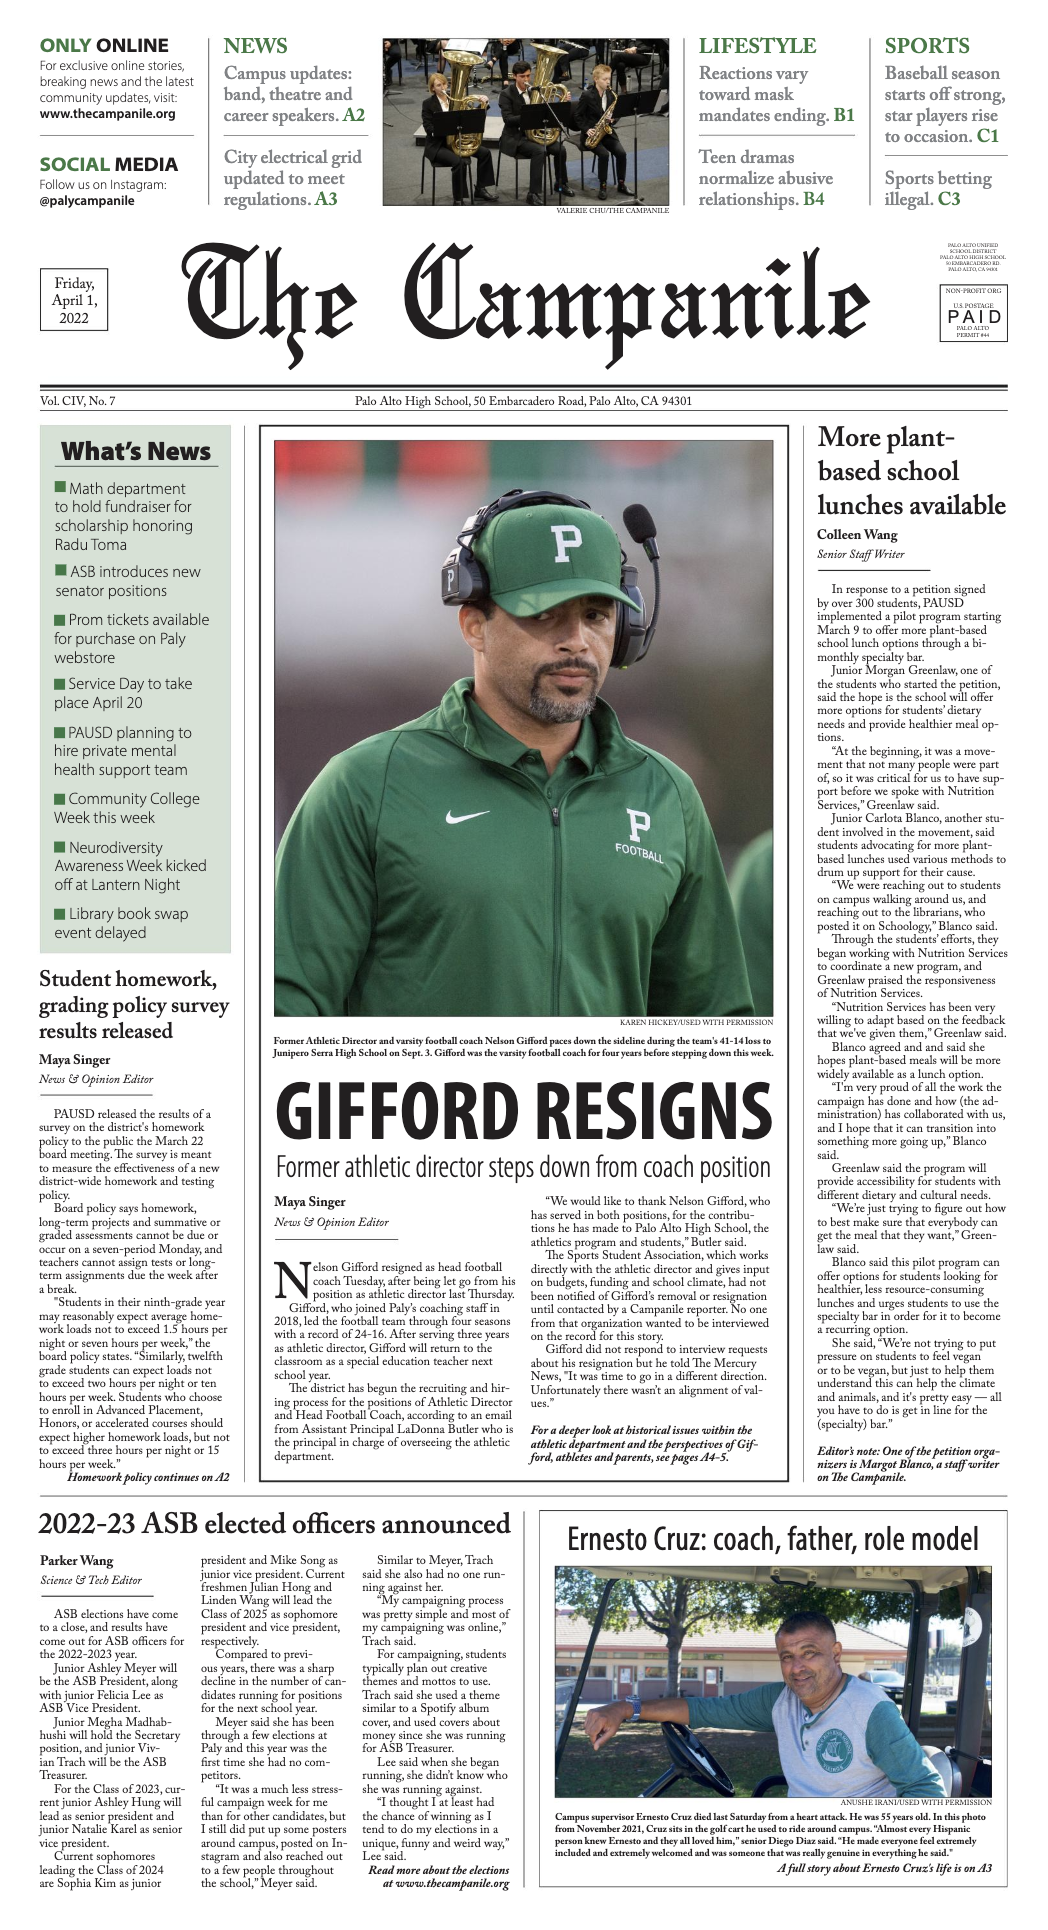 ONLY ONLINE
For exclusive online stories,
breaking news and the latest
community updates, visit:
www.thecampanile.org
SOCIAL MEDIA
Follow us on Instagram:
@palycampanile
NEWS
Campus updates:
band, theatre and
career speakers. A2
City electrical grid
updated to meet
regulations. A3
VALERIE CHU/THE CAMPANILE
LIFESTYLE
Reactions vary
toward mask
mandates ending. B1
Teen dramas
normalize abusive
relationships. B4
SPORTS
Baseball season
starts off strong,
star players rise
to occasion. C1
Sports betting
illegal. C3
Friday,
April 1,
2022
The Campanile
PALO ALTO UNIFIED
SCHOOL DISTRICT
PALO ALTO HIGH SCHOOL
50 EMBARCADERO RD.
PALO ALTO, CA 94301
NON-PROFIT ORG
U.S. POSTAGE
PAID
PALO ALTO
PERMIT #44
Vol. CIV, No. 7
Palo Alto High School, 50 Embarcadero Road, Palo Alto, CA 94301
What's News
Math department
to hold fundraiser for
scholarship honoring
Radu Toma
ASB introduces new
senator positions
Prom tickets available
for purchase on Paly
webstore
Service Day to take
place April 20
PAUSD planning to
hire private mental
health support team
Community College
Week this week
Neurodiversity
Awareness Week kicked
off at Lantern Night
Library book swap
event delayed
Student homework,
grading policy survey
results released
Maya Singer
News & Opinion Editor
PAUSD released the results of a
survey on the district's homework
policy to the public the March 22
board meeting. The survey is meant
to measure the effectiveness of a new
district-wide homework and testing
policy.
Board policy says homework,
long-term projects and summative or
graded assessments cannot be due or
occur on a seven-period Monday, and
teachers cannot assign tests or long-
term assignments due the week after
a break.
"Students in their ninth-grade year
may reasonably expect average home-
work loads not to exceed 1.5 hours per
night or seven hours per week," the
board policy states. "Similarly, twelfth
grade students can expect loads not
to exceed two hours per night or ten
hours per week. Students who choose
to enroll in Advanced Placement,
Honors, or accelerated courses should
expect higher homework loads, but not
to exceed three hours per night or 15
hours per week."
Homework policy continues on A2
P
P
P
FOOTBALL
KAREN HICKEY/USED WITH PERMISSION
Former Athletic Director and varsity football coach Nelson Gifford paces down the sideline during the team's 41-14 loss to
Junipero Serra High School on Sept. 3. Gifford was the varsity football coach for four years before stepping down this week.
GIFFORD RESIGNS
Former athletic director steps down from coach position
Maya Singer
News & Opinion Editor
Nelson Gifford resigned as head football
coach Tuesday, after being let go from his
position as athletic director last Thursday.
Gifford, who joined Paly's coaching staff in
2018, led the football team through four seasons
with a record of 24-16. After serving three years
as athletic director, Gifford will return to the
classroom as a special education teacher next
school year.
The district has begun the recruiting and hir-
ing process for the positions of Athletic Director
and Head Football Coach, according to an email
from Assistant Principal LaDonna Butler who is
the principal in charge of overseeing the athletic
department.
"We would like to thank Nelson Gifford, who
has served in both positions, for the contribu-
tions he has made to Palo Alto High School, the
athletics program and students," Butler said.
The Sports Student Association, which works
directly with the athletic director and gives input
on budgets, funding and school climate, had not
been notified of Gifford's removal or resignation
until contacted by a Campanile reporter. No one
from that organization wanted to be interviewed
on the record for this story.
Gifford did not respond to interview requests
about his resignation but he told The Mercury
News, "It was time to go in a different direction.
Unfortunately there wasn't an alignment of val-
ues."
For a deeper look at historical issues within the
athletic department and the perspectives of Gif-
ford, athletes and parents, see pages A4-5.
More plant-
based school
lunches available
Colleen Wang
Senior Staff Writer
In response to a petition signed
by over 300 students, PAUSD
implemented a pilot program starting
March 9 to offer more plant-based
school lunch options through a bi-
monthly specialty bar.
Junior Morgan Greenlaw, one of
the students who started the petition,
said the hope is the school will offer
more options for students' dietary
needs and provide healthier meal op-
tions.
"At the beginning, it was a move-
ment that not many people were part
of, so it was critical for us to have sup-
port before we spoke with Nutrition
Services," Greenlaw said.
Junior Carlota Blanco, another stu-
dent involved in the movement, said
students advocating for more plant-
based lunches used various methods to
drum up support for their cause.
"We were reaching out to students
on campus walking around us, and
reaching out to the librarians, who
posted it on Schoology," Blanco said.
Through the students' efforts, they
began working with Nutrition Services
to coordinate a new program, and
Greenlaw praised the responsiveness
of Nutrition Services.
"Nutrition Services has been very
willing to adapt based on the feedback
that we've given them," Greenlaw said.
Blanco agreed and and said she
hopes plant-based meals will be more
widely available as a lunch option.
"I'm very proud of all the work the
campaign has done and how (the ad-
ministration) has collaborated with us,
and I hope that it can transition into
something more going up," Blanco
said.
Greenlaw said the program will
provide accessibility for students with
different dietary and cultural needs.
"We're just trying to figure out how
to best make sure that everybody can
get the meal that they want," Green-
law said.
Blanco said this pilot program can
offer options for students looking for
healthier, less resource-consuming
lunches and urges students to use the
specialty bar in order for it to become
a recurring option.
She said, "We're not trying to put
pressure on students to feel vegan
or to be vegan, but just to help them
understand this can help the climate
and animals, and it's pretty easy — all
you have to do is get in line for the
(specialty) bar."
Editor's note: One of the petition orga-
nizers is Margot Blanco, a staff writer
on The Campanile.
2022-23 ASB elected officers announced
Parker Wang
Science & Tech Editor
ASB elections have come
to a close, and results have
come out for ASB officers for
the 2022-2023 year.
Junior Ashley Meyer will
be the ASB President, along
with junior Felicia Lee as
ASB Vice President.
Junior Megha Madhab-
hushi will hold the Secretary
position, and junior Viv-
ian Trach will be the ASB
Treasurer.
For the Class of 2023, cur-
rent junior Ashley Hung will
lead as senior president and
junior Natalie Karel as senior
vice president.
Current sophomores
leading the Class of 2024
are Sophia Kim as junior
president and Mike Song as
junior vice president. Current
freshmen Julian Hong and
Linden Wang will lead the
Class of 2025 as sophomore
president and vice president,
respectively.
Compared to previ-
ous years, there was a sharp
decline in the number of can-
didates running for positions
for the next school year.
Meyer said she has been
through a few elections at
Paly and this year was the
first time she had no com-
petitors.
"It was a much less stress-
ful campaign week for me
than for other candidates, but
I still did put up some posters
around campus, posted on In-
stagram and also reached out
to a few people throughout
the school," Meyer said.
Similar to Meyer, Trach
said she also had no one run-
ning against her.
"My campaigning process
was pretty simple and most of
my campaigning was online,"
Trach said.
For campaigning, students
typically plan out creative
themes and mottos to use.
Trach said she used a theme
similar to a Spotify album
cover, and used covers about
money since she was running
for ASB Treasurer.
Lee said when she began
running, she didn't know who
she was running against.
"I thought I at least had
the chance of winning as I
tend to do my elections in a
unique, funny and weird way,"
Lee said.
Read more about the elections
at www.thecampanile.org
Ernesto Cruz: coach, father, role model
ANUSHE IRANI/USED WITH PERMISSION
Campus supervisor Ernesto Cruz died last Saturday from a heart attack. He was 55 years old. In this photo
from November 2021, Cruz sits in the golf cart he used to ride around campus. "Almost every Hispanic
person knew Ernesto and they all loved him," senior Diego Diaz said. "He made everyone feel extremely
included and extremely welcomed and was someone that was really genuine in everything he said."
A full story about Ernesto Cruz's life is on A3